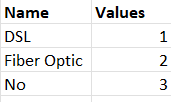 Name Values
DSL 1
Fiber Optic 2
No 3